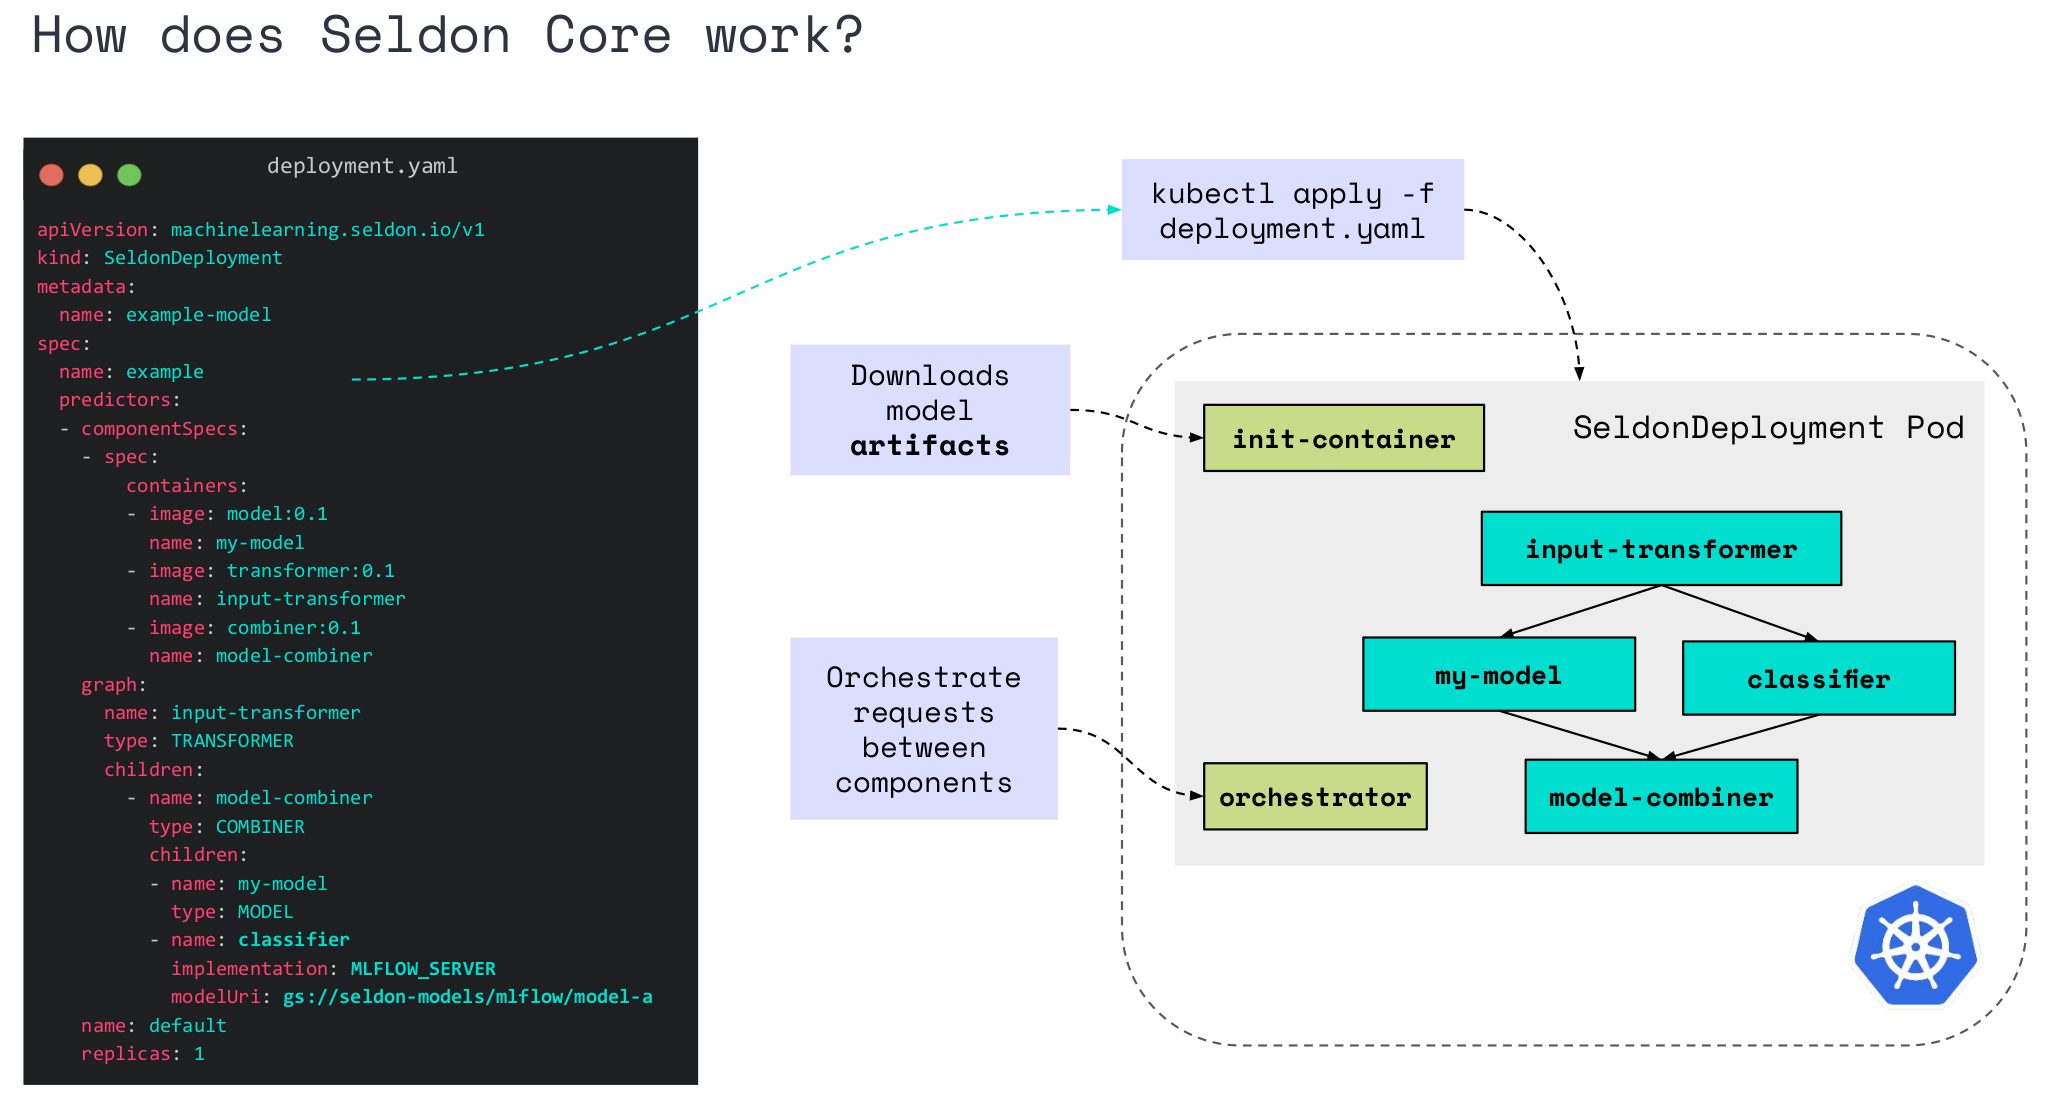 How does Seldon Core work?
deployment.yaml
apiVersion: machinelearning.seldon.io/v1
kind: SeldonDeployment
metadata:
  name: example-model
spec:
  name: example
  predictors:
  - componentSpecs:
    - spec:
        containers:
        - image: model:0.1
          name: my-model
        - image: transformer:0.1
          name: input-transformer
        - image: combiner:0.1
          name: model-combiner
    graph:
      name: input-transformer
      type: TRANSFORMER
      children:
        - name: model-combiner
          type: COMBINER
          children:
          - name: my-model
            type: MODEL
          - name: classifier
            implementation: MLFLOW_SERVER
            modelUri: gs://seldon-models/mlflow/model-a
    name: default
    replicas: 1
kubectl apply -f
deployment.yaml
Downloads
model
artifacts
init-container
SeldonDeployment Pod
input-transformer
my-model
classifier
Orchestrate
requests
between
components
orchestrator
model-combiner